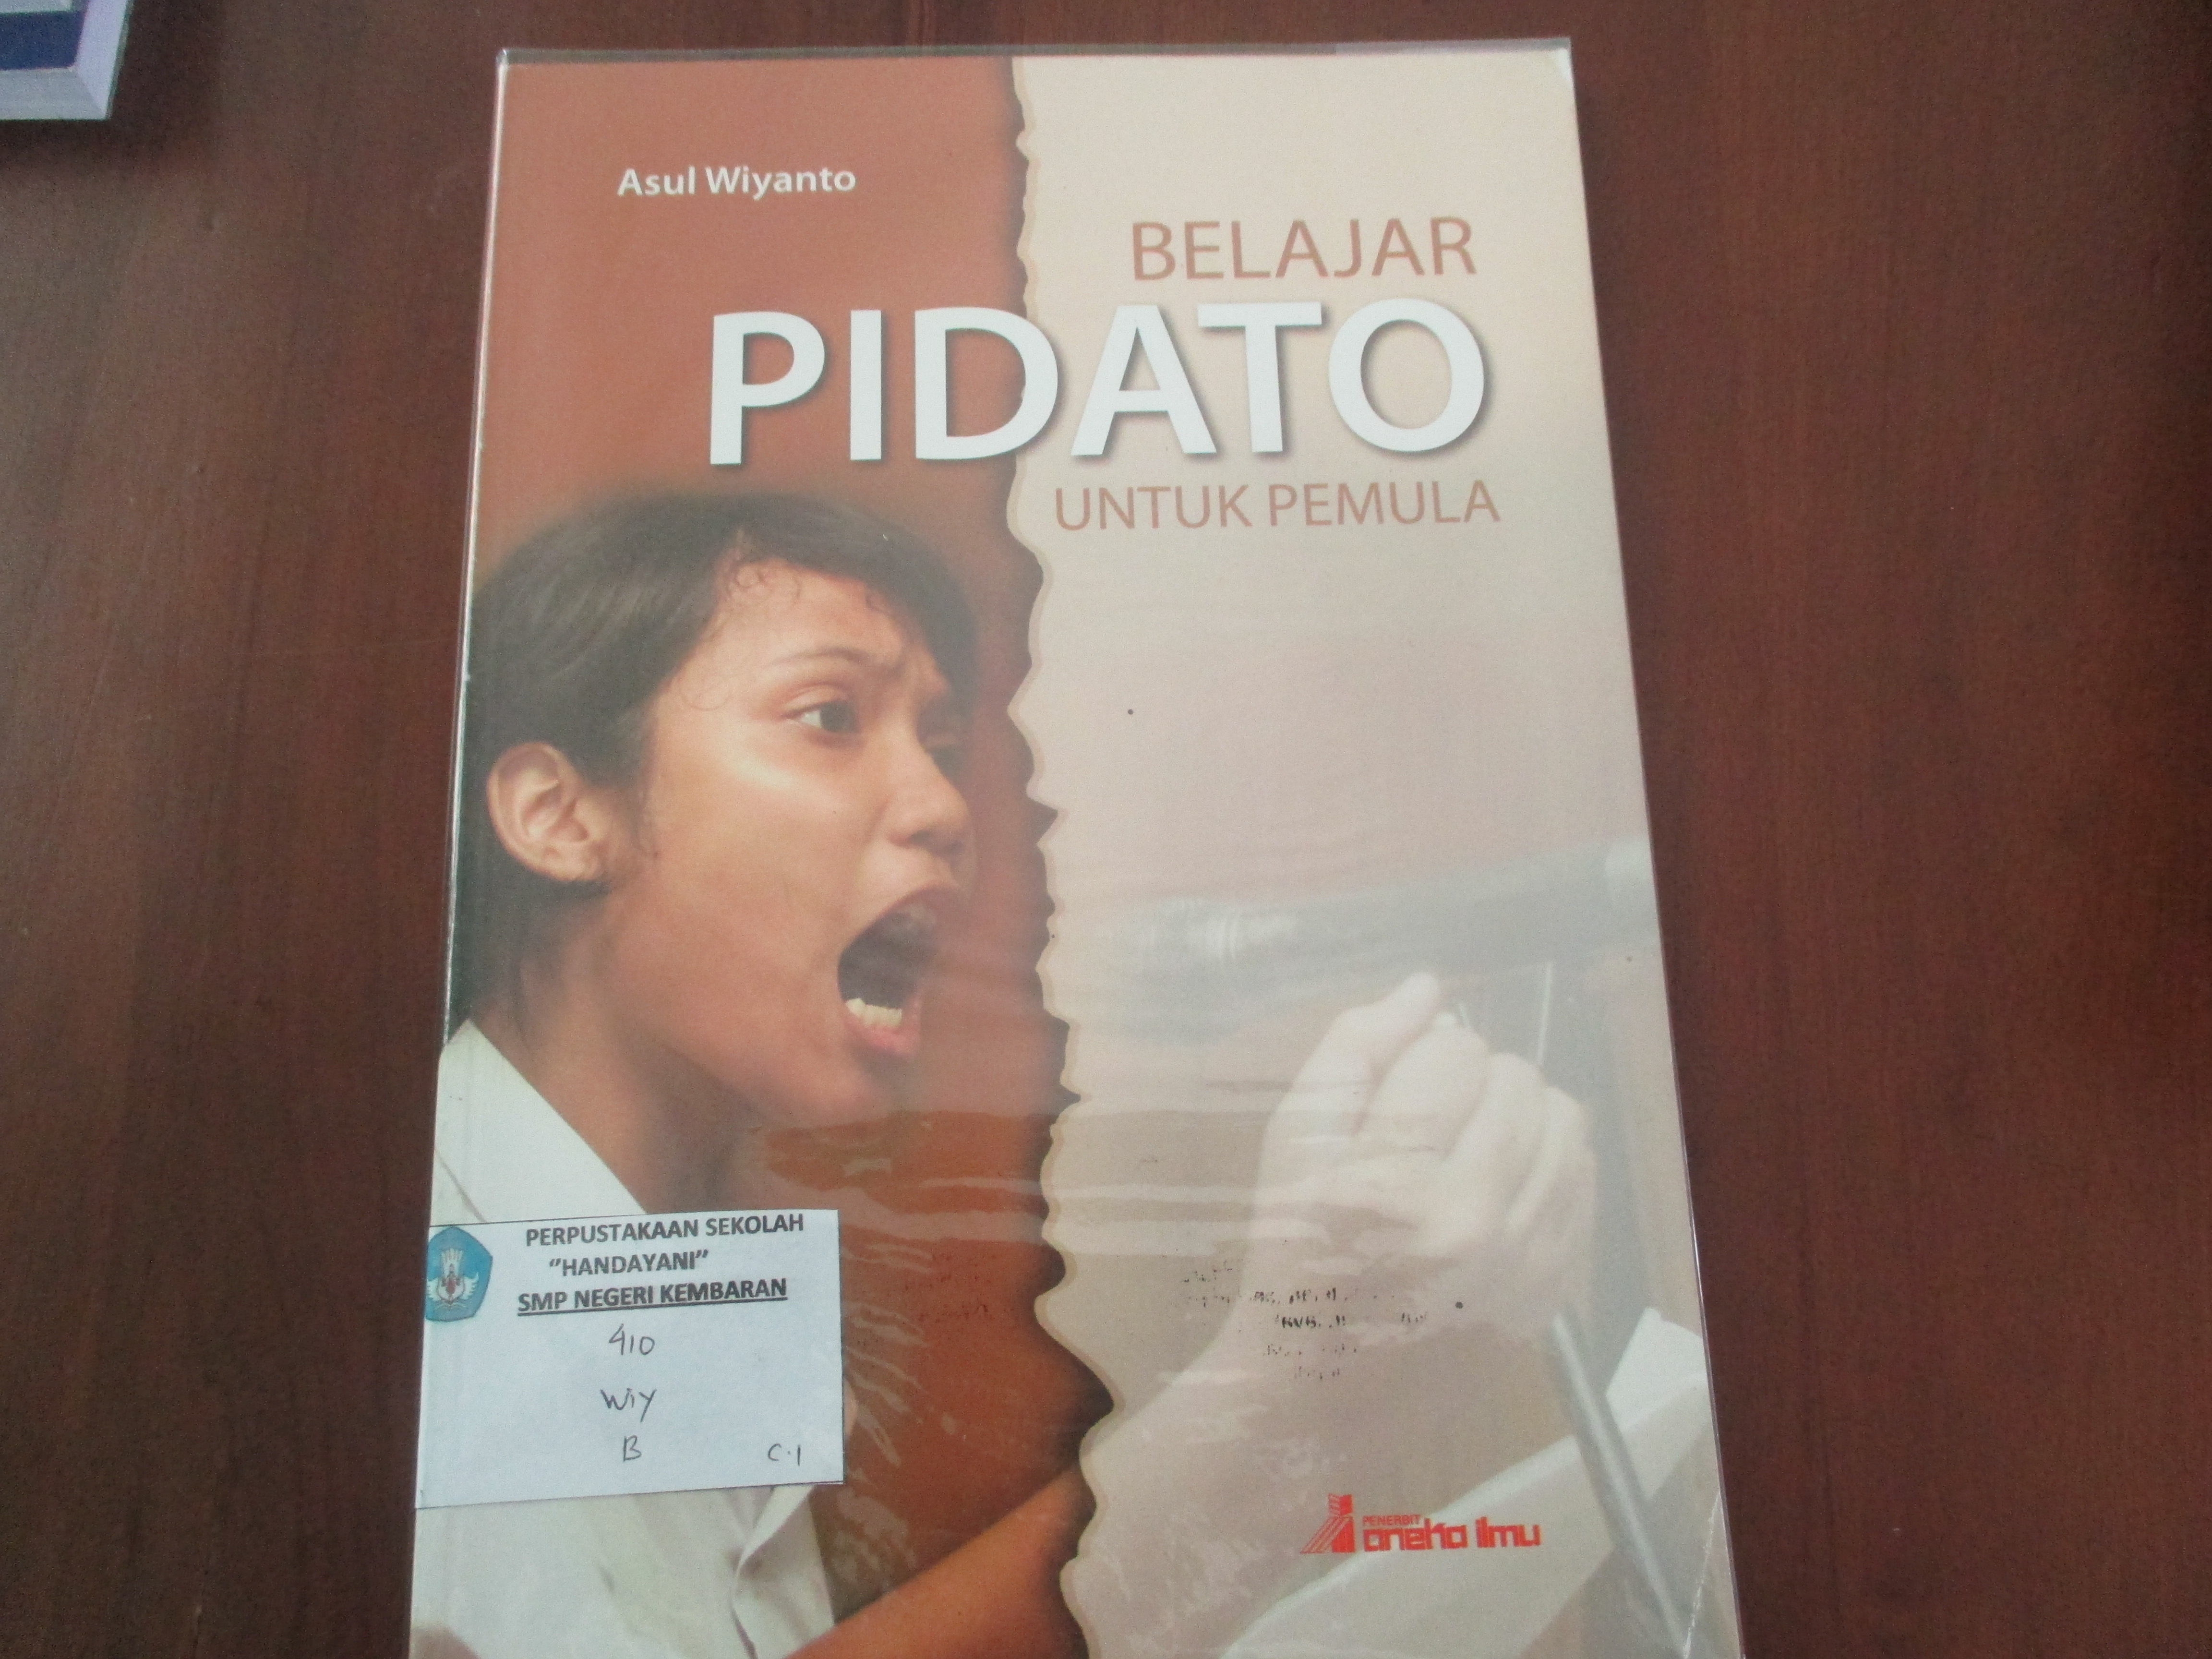 Asul Wiyanto
BELAJAR
PIDATO
UNTUK PEMULA
PERPUSTAKAAN SEKOLAH
"HANDAYANI"
SMP NEGERI KEMBARAN
410
Wiy
B C.1
PENERBIT
aneka ilmu